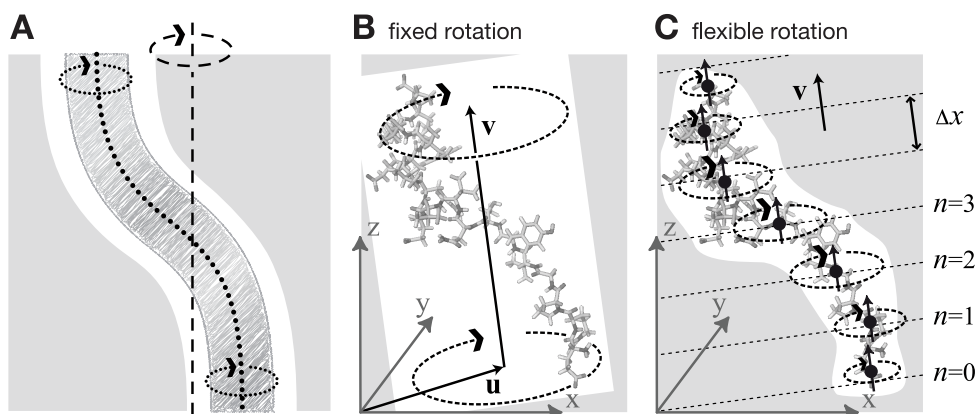 A
B fixed rotation
C flexible rotation
v
v
Δx
z
z
n=3
n=2
y
y
n=1
u
n=0
x
x